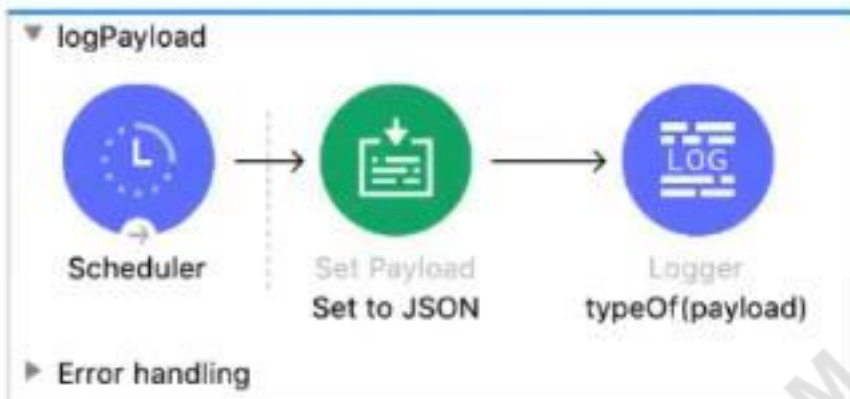 logPayload
LOG
Scheduler
Set Payload
Set to JSON
Logger
typeOf(payload)
Error handling
M